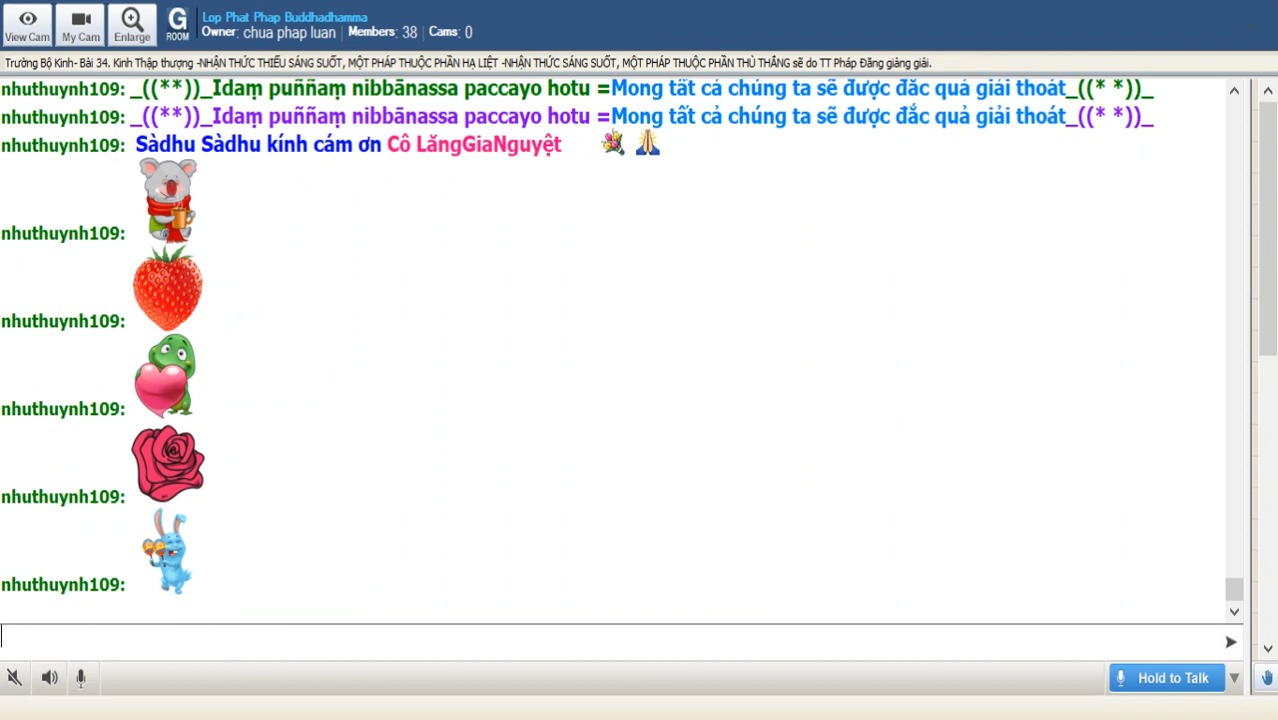 View Cam
My Cam
Enlarge
G
ROOM
Lop Phat Phap Buddhadhamma
Owner: chua phap luan | Members: 38 | Cams: 0
Trường Bộ Kinh- Bài 34. Kinh Thập thượng -NHẬN THỨC THIẾU SÁNG SUỐT, MỘT PHÁP THUỘC PHẦN HẠ LIỆT -NHẬN THỨC SÁNG SUỐT, MỘT PHÁP THUỘC PHẦN THÙ THẮNG sẽ do TT Pháp Đăng giảng giải.
nhuthuynh109: _((**))_Idaṃ puññaṃ nibbānassa paccayo hotu =Mong tất cả chúng ta sẽ được đắc quả giải thoát_((* *))_
nhuthuynh109: _((**))_Idaṃ puññaṃ nibbānassa paccayo hotu =Mong tất cả chúng ta sẽ được đắc quả giải thoát_((* *))_
nhuthuynh109: Sàdhu Sàdhu kính cám ơn Cô LăngGiaNguyệt
nhuthuynh109:
nhuthuynh109:
nhuthuynh109:
nhuthuynh109:
nhuthuynh109:
Hold to Talk